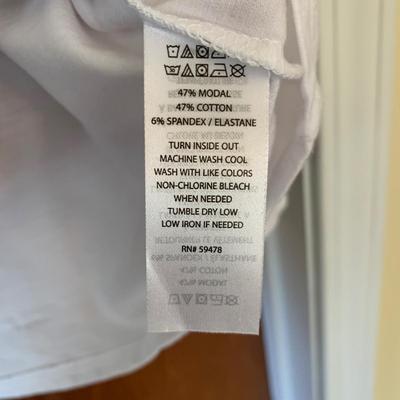 47% MODAL
47% COTTON
6% SPANDEX / ELASTANE
TURN INSIDE OUT
MACHINE WASH COOL
WASH WITH LIKE COLORS
NON-CHLORINE BLEACH
WHEN NEEDED
TUMBLE DRY LOW
LOW IRON IF NEEDED
RN# 59478